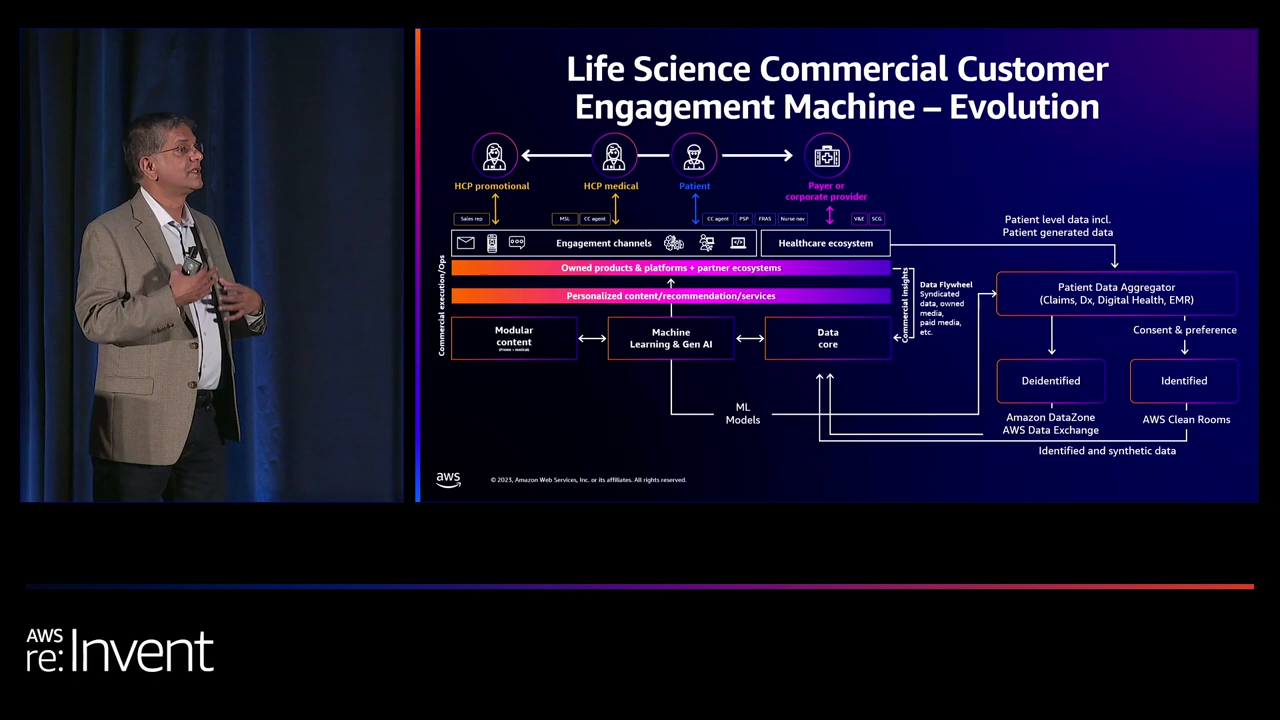 Life Science Commercial Customer
Engagement Machine – Evolution
HCP promotional
HCP medical
Patient
Payer or
corporate provider
Sales rep
MSL
CC agent
CC agent
PSP
FRAS
Nurse nav
V&E
SCG
Engagement channels
Healthcare ecosystem
Owned products & platforms + partner ecosystems
Personalized content/recommendation/services
Commercial execution/Ops
Modular
content
Machine
Learning & Gen AI
Data
core
Commercial insights
Data Flywheel
Syndicated
data, owned
media,
paid media,
etc.
Patient level data incl.
Patient generated data
Patient Data Aggregator
(Claims, Dx, Digital Health, EMR)
Consent & preference
Deidentified
Identified
Amazon DataZone
AWS Data Exchange
AWS Clean Rooms
ML
Models
Identified and synthetic data
aws
© 2023, Amazon Web Services, Inc. or its affiliates. All rights reserved.
AWS
re:Invent